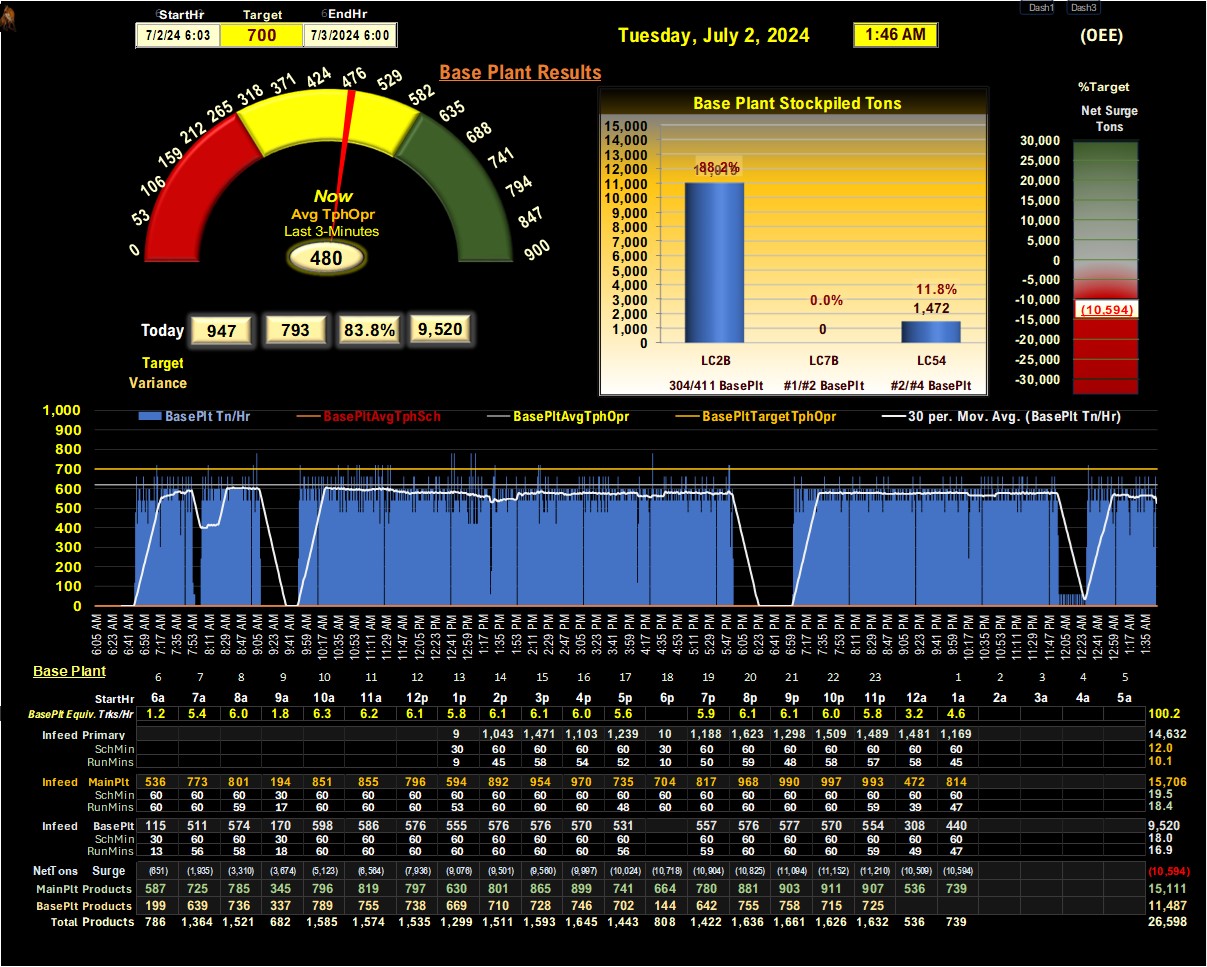 Dash1 Dash3
StartHr Target EndHr
7/2/24 6:03 700 7/3/2024 6:00
Tuesday, July 2, 2024 1:46 AM (OEE)
Base Plant Results
0 53 106 159 212 265 318 371 424 476 529 582 635 688 741 794 847 900
Now
Avg TphOpr
Last 3-Minutes
480
Today 947 793 83.8% 9,520
Target
Variance
Base Plant Stockpiled Tons
15,000
14,000
13,000
12,000
11,000
10,000
9,000
8,000
7,000
6,000
5,000
4,000
3,000
2,000
1,000
0
88.2%
0.0% 11.8%
0 1,472
LC2B LC7B LC54
304/411 BasePlt #1/#2 BasePlt #2/#4 BasePlt
%Target
Net Surge
Tons
30,000
25,000
20,000
15,000
10,000
5,000
0
-5,000
-10,000
(10,594)
-15,000
-20,000
-25,000
-30,000
BasePlt Tn/Hr BasePltAvgTphSch BasePltAvgTphOpr BasePltTargetTphOpr 30 per. Mov. Avg. (BasePlt Tn/Hr)
1,000
900
800
700
600
500
400
300
200
100
0
6:05 AM 6:23 AM 6:41 AM 6:59 AM 7:17 AM 7:35 AM 7:53 AM 8:11 AM 8:29 AM 8:47 AM 9:05 AM 9:23 AM 9:41 AM 9:59 AM 10:17 AM 10:35 AM 10:53 AM 11:11 AM 11:29 AM 11:47 AM 12:05 PM 12:23 PM 12:41 PM 12:59 PM 1:17 PM 1:35 PM 1:53 PM 2:11 PM 2:29 PM 2:47 PM 3:05 PM 3:23 PM 3:41 PM 3:59 PM 4:17 PM 4:35 PM 4:53 PM 5:11 PM 5:29 PM 5:47 PM 6:05 PM 6:23 PM 6:41 PM 6:59 PM 7:17 PM 7:35 PM 7:53 PM 8:11 PM 8:29 PM 8:47 PM 9:05 PM 9:23 PM 9:41 PM 9:59 PM 10:17 PM 10:35 PM 10:53 PM 11:11 PM 11:29 PM 11:47 PM 12:05 AM 12:23 AM 12:41 AM 12:59 AM 1:17 AM 1:35 AM
Base Plant 6 7 8 9 10 11 12 13 14 15 16 17 18 19 20 21 22 23 1 2 3 4 5
StartHr 6a 7a 8a 9a 10a 11a 12p 1p 2p 3p 4p 5p 6p 7p 8p 9p 10p 11p 12a 1a 2a 3a 4a 5a
BasePlt Equiv. Trks/Hr 1.2 5.4 6.0 1.8 6.3 6.2 6.1 5.8 6.1 6.1 6.0 5.6 5.9 6.1 6.1 6.0 5.8 3.2 4.6 100.2
Infeed Primary 9 1,043 1,471 1,103 1,239 10 1,188 1,623 1,298 1,509 1,489 1,481 1,169 14,632
SchMin 30 60 60 60 60 30 60 60 60 60 60 60 60 12.0
RunMins 9 45 58 54 52 10 50 59 48 58 57 58 45 10.1
Infeed MainPlt 536 773 801 194 851 855 796 594 892 954 970 735 704 817 968 990 997 993 472 814 15,706
SchMin 60 60 60 30 60 60 60 60 60 60 60 60 60 60 60 60 60 60 60 60 19.5
RunMins 60 60 59 17 60 60 60 53 60 60 60 48 60 60 60 60 60 59 39 47 18.4
Infeed BasePlt 115 511 574 170 598 586 576 555 576 576 570 531 557 576 577 570 554 308 440 9,520
SchMin 30 60 60 30 60 60 60 60 60 60 60 60 60 60 60 60 60 60 60 18.0
RunMins 13 56 58 18 60 60 60 60 60 60 60 56 59 60 60 60 59 49 47 16.9
NetTons Surge (651) (1,935) (3,310) (3,674) (5,123) (6,564) (7,936) (9,076) (9,501) (9,560) (9,997) (10,024) (10,718) (10,904) (10,825) (11,094) (11,152) (11,210) (10,509) (10,594) (10,594)
MainPlt Products 587 725 785 345 796 819 797 630 801 865 899 741 664 780 881 903 911 907 536 739 15,111
BasePlt Products 199 639 736 337 789 755 738 669 710 728 746 702 144 642 755 758 715 725 11,487
Total Products 786 1,364 1,521 682 1,585 1,574 1,535 1,299 1,511 1,593 1,645 1,443 808 1,422 1,636 1,661 1,626 1,632 536 739 26,598